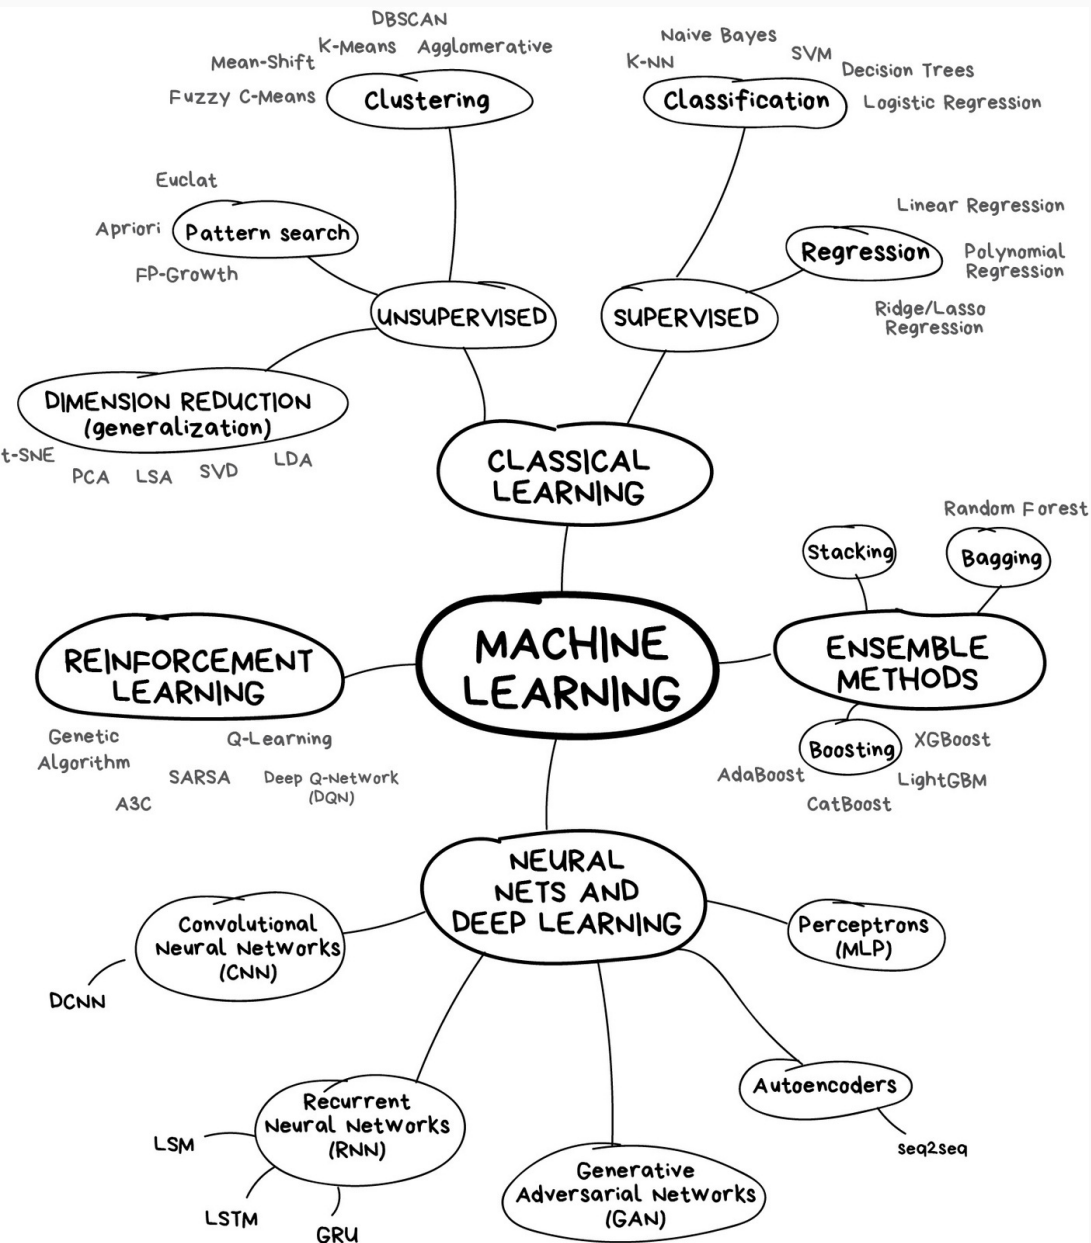 DBSCAN
K-Means
Agglomerative
Mean-Shift
Fuzzy C-Means
Clustering
Naive Bayes
K-NN
SVM
Decision Trees
Logistic Regression
Classification
Euclat
Apriori
Pattern search
FP-Growth
Linear Regression
Regression
Polynomial
Regression
Ridge/Lasso
Regression
UNSUPERVISED
SUPERVISED
DIMENSION REDUCTION
(generalization)
t-SNE
PCA
LSA
SVD
LDA
CLASSICAL
LEARNING
Random Forest
Stacking
Bagging
MACHINE
LEARNING
REINFORCEMENT
LEARNING
ENSEMBLE
METHODS
Genetic
Algorithm
Q-Learning
SARSA
Deep Q-Network
(DQN)
A3C
Boosting
XGBoost
AdaBoost
LightGBM
CatBoost
NEURAL
NETS AND
DEEP LEARNING
Convolutional
Neural Networks
(CNN)
DCNN
Perceptrons
(MLP)
Autoencoders
seq2seq
Recurrent
Neural Networks
(RNN)
LSM
LSTM
GRU
Generative
Adversarial Networks
(GAN)